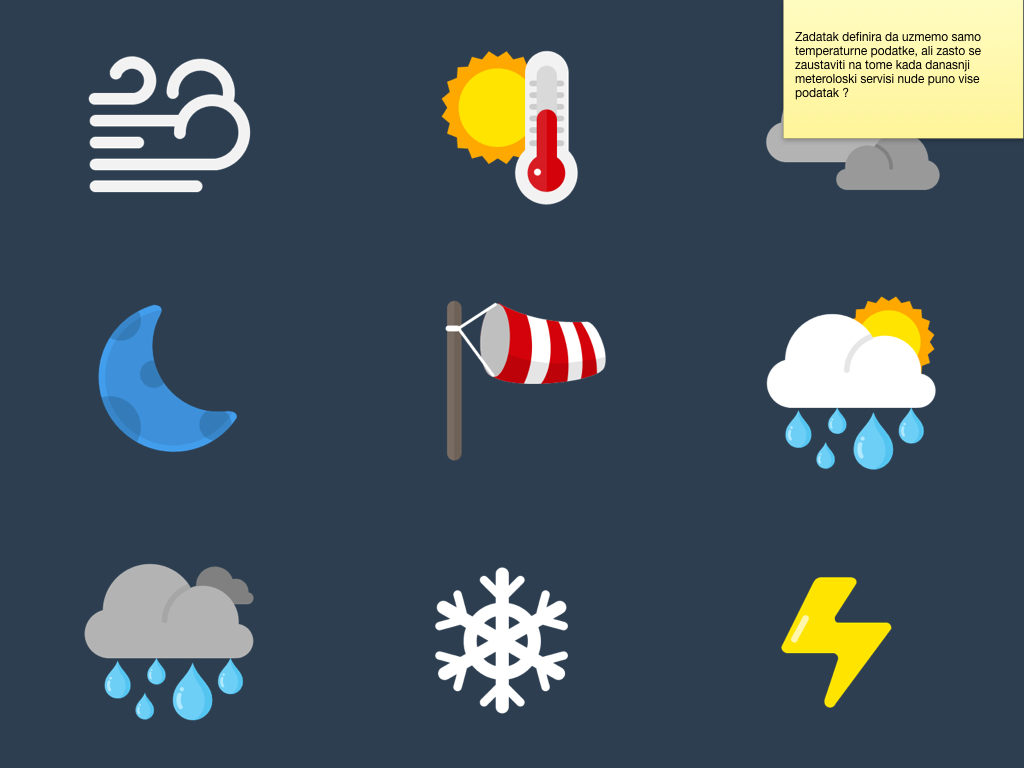 Zadatak definira da uzmemo samo
temperaturne podatke, ali zasto se
zaustaviti na tome kada danasnji
meteroloski servisi nude puno vise
podatak ?